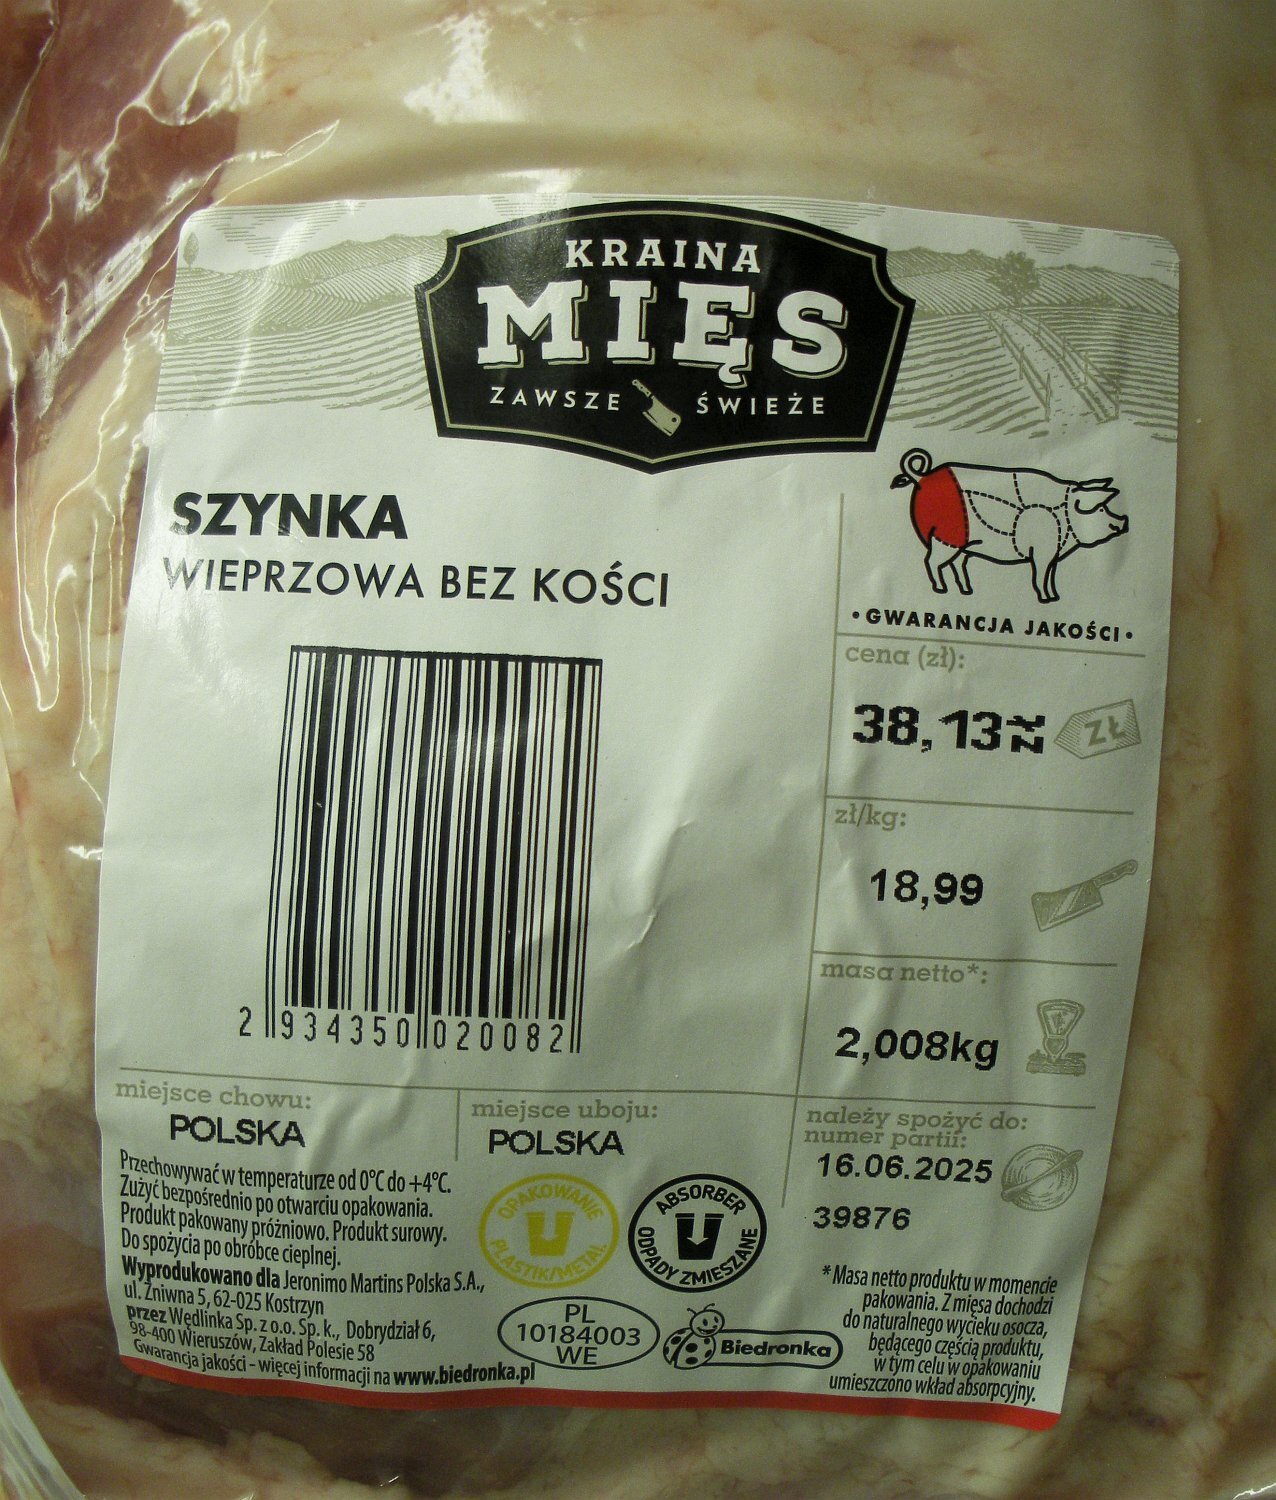 KRAINA
MIĘS
ZAWSZE ŚWIEŻE
SZYNKA
WIEPRZOWA BEZ KOŚCI
• GWARANCJA JAKOŚCI •
cena (zł):
38,13 ZŁ
zł/kg:
18,99
masa netto*:
2,008kg
2 934350 020082
miejsce chowu:
POLSKA
miejsce uboju:
POLSKA
należy spożyć do:
numer partii:
16.06.2025
39876
Przechowywać w temperaturze od 0°C do +4°C.
Zużyć bezpośrednio po otwarciu opakowania.
Produkt pakowany próżniowo. Produkt surowy.
Do spożycia po obróbce cieplnej.
Wyprodukowano dla Jeronimo Martins Polska S.A.,
ul. Żniwna 5, 62-025 Kostrzyn
przez Wędlinka Sp. z o.o. Sp. k., Dobrydział 6,
98-400 Wieruszów, Zakład Polesie 58
Gwarancja jakości – więcej informacji na www.biedronka.pl
OPAKOWANIE
PLASTIK/METAL
ABSORBER
ODPADY ZMIESZANE
PL
10184003
WE
Biedronka
*Masa netto produktu w momencie
pakowania. Z mięsa dochodzi
do naturalnego wycieku osocza,
będącego częścią produktu,
w tym celu w opakowaniu
umieszczono wkład absorpcyjny.